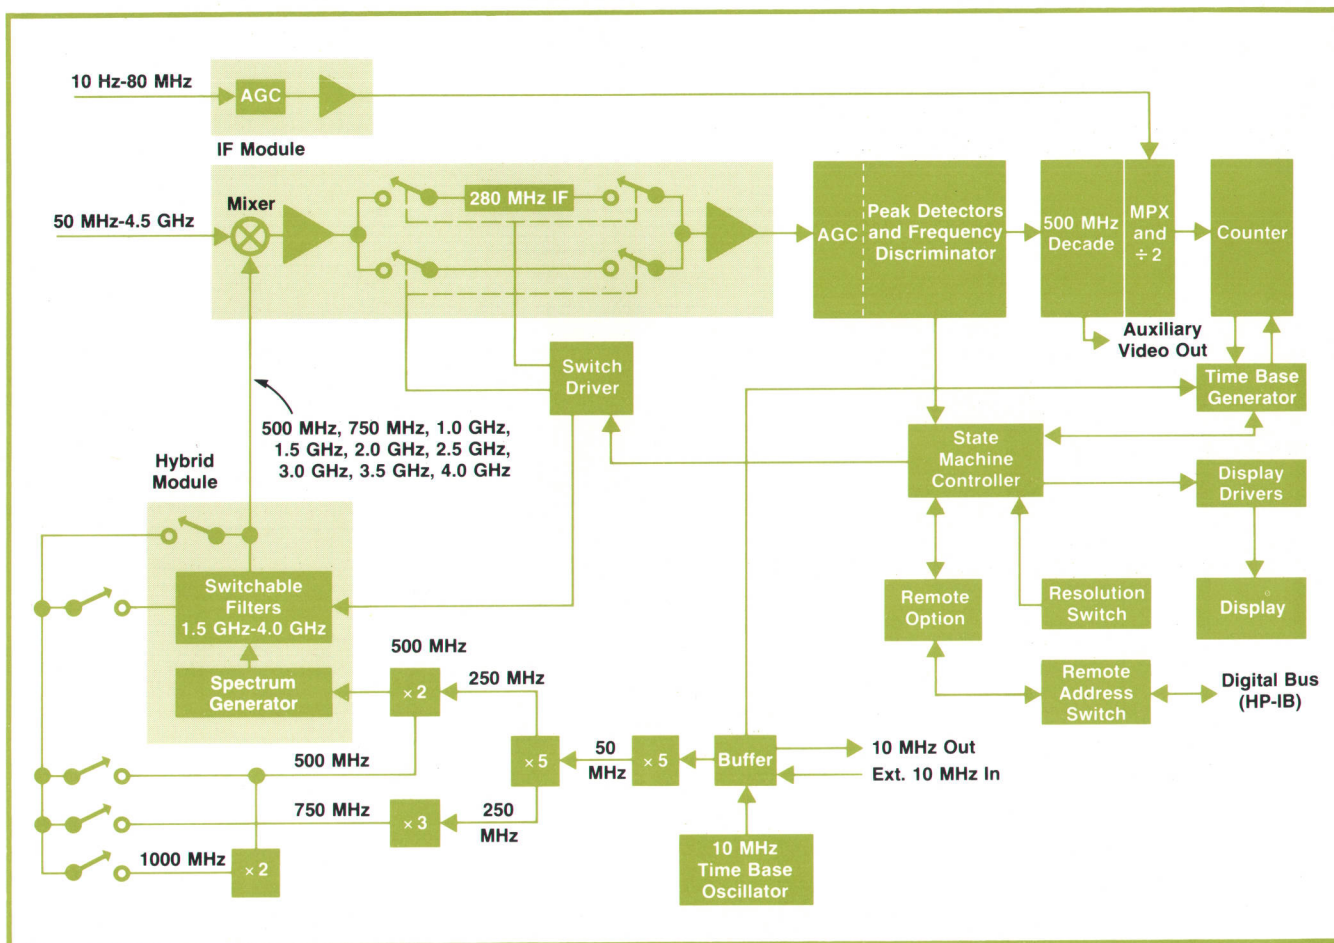 10 Hz-80 MHz
AGC
IF Module
50 MHz-4.5 GHz
Mixer
280 MHz IF
AGC
Peak Detectors
and Frequency
Discriminator
500 MHz
Decade
MPX
and
÷2
Counter
Auxiliary
Video Out
Switch
Driver
Time Base
Generator
500 MHz, 750 MHz, 1.0 GHz,
1.5 GHz, 2.0 GHz, 2.5 GHz,
3.0 GHz, 3.5 GHz, 4.0 GHz
State
Machine
Controller
Display
Drivers
Hybrid
Module
Switchable
Filters
1.5 GHz-4.0 GHz
Remote
Option
Resolution
Switch
Display
Spectrum
Generator
500 MHz
×2
250 MHz
Remote
Address
Switch
Digital Bus
(HP-IB)
500 MHz
×5
50
MHz
×5
Buffer
10 MHz Out
Ext. 10 MHz In
750 MHz
×3
250
MHz
1000 MHz
×2
10 MHz
Time Base
Oscillator